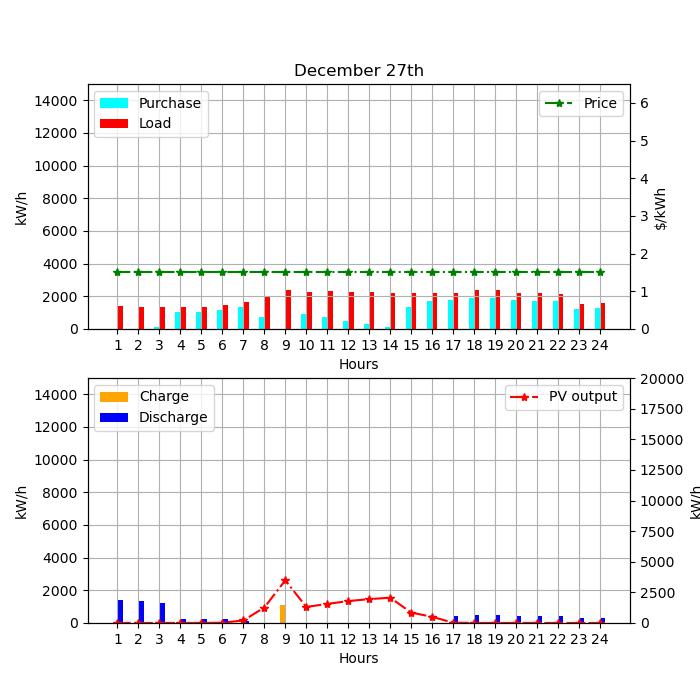 December 27th
14000
12000
10000
8000
6000
4000
2000
0
kW/h
Purchase
Load
Price
6
5
4
3
2
1
0
$/kWh
1 2 3 4 5 6 7 8 9 10 11 12 13 14 15 16 17 18 19 20 21 22 23 24
Hours
14000
12000
10000
8000
6000
4000
2000
0
kW/h
Charge
Discharge
PV output
20000
17500
15000
12500
10000
7500
5000
2500
0
kW/h
1 2 3 4 5 6 7 8 9 10 11 12 13 14 15 16 17 18 19 20 21 22 23 24
Hours